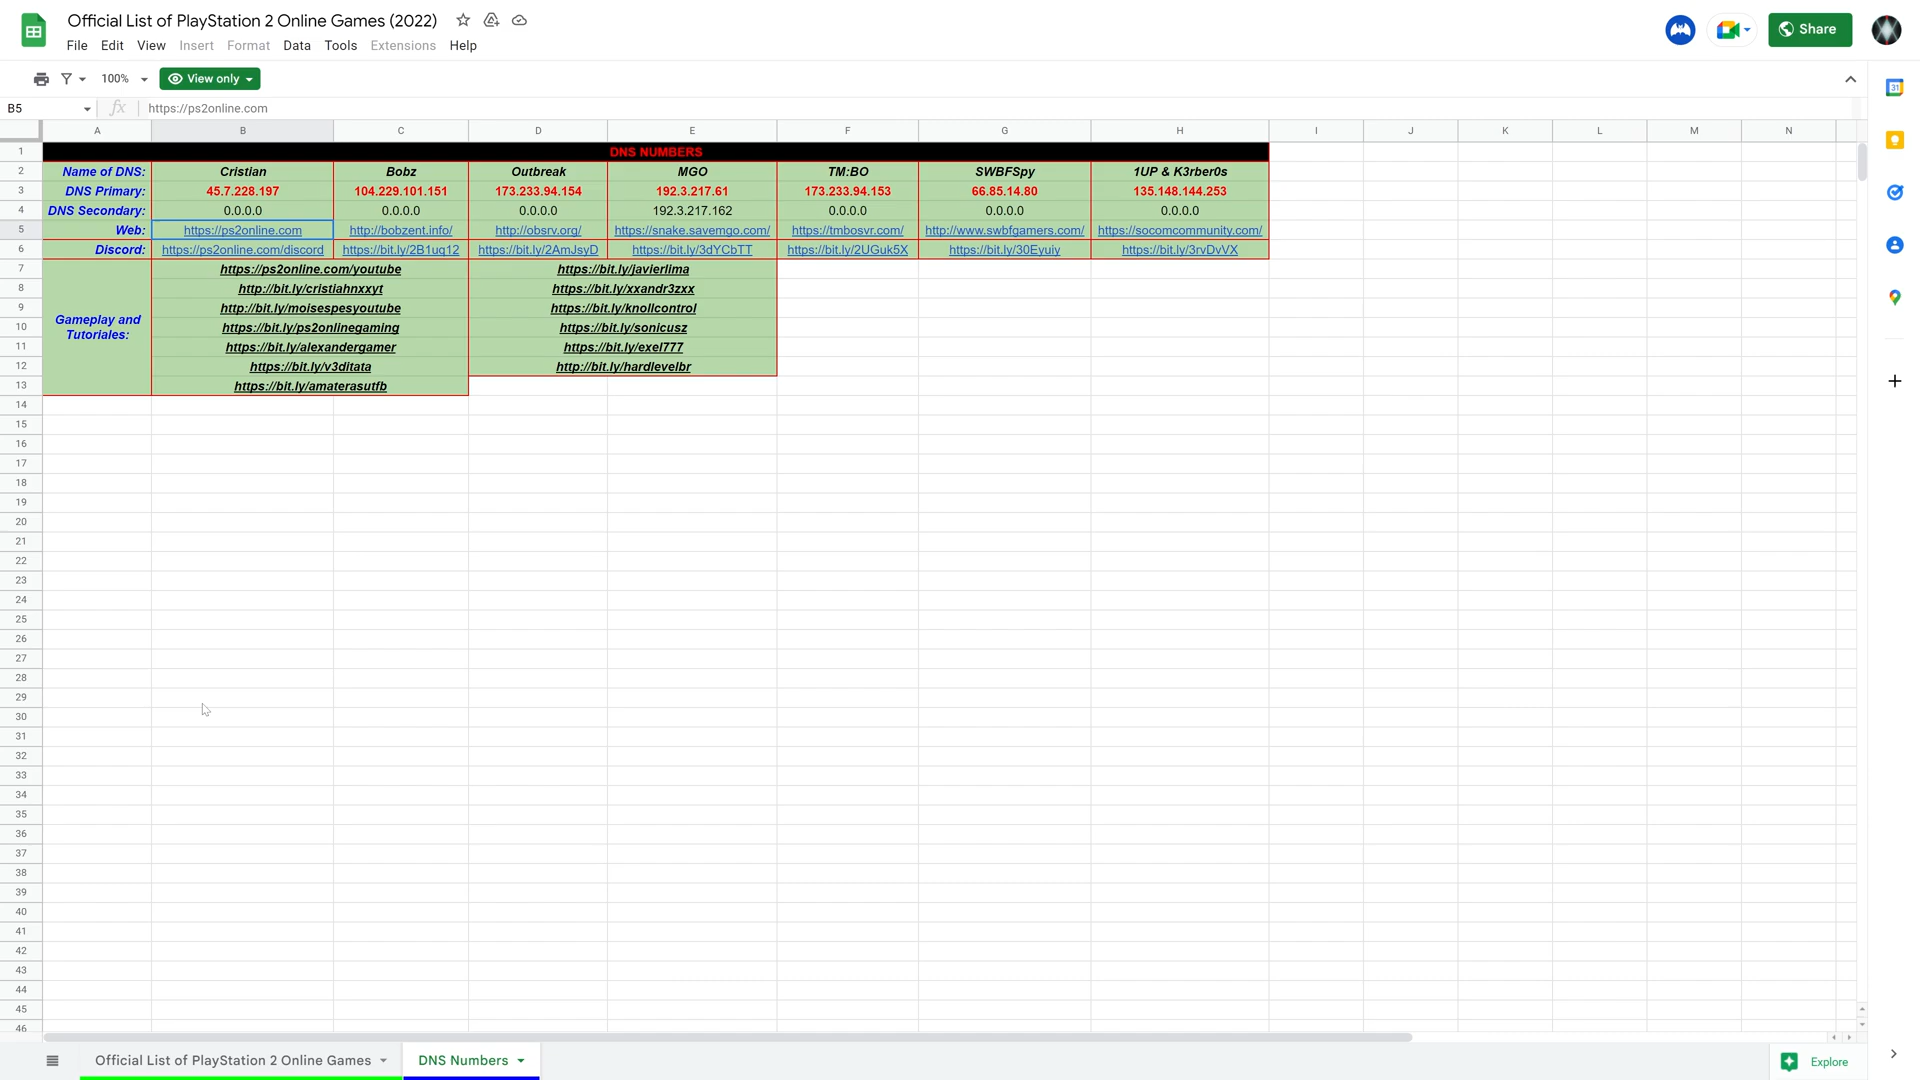 Official List of PlayStation 2 Online Games (2022)
File Edit View Insert Format Data Tools Extensions Help
Share
100% View only
B5 fx https://ps2online.com
A B C D E F G H I J K L M N
1 DNS NUMBERS
2 Name of DNS: Cristian Bobz Outbreak MGO TM:BO SWBFSpy 1UP & K3rber0s
3 DNS Primary: 45.7.228.197 104.229.101.151 173.233.94.154 192.3.217.61 173.233.94.153 66.85.14.80 135.148.144.253
4 DNS Secondary: 0.0.0.0 0.0.0.0 0.0.0.0 192.3.217.162 0.0.0.0 0.0.0.0 0.0.0.0
5 Web: https://ps2online.com http://bobzent.info/ http://obsrv.org/ https://snake.savemgo.com/ https://tmbosvr.com/ http://www.swbfgamers.com/ https://socomcommunity.com/
6 Discord: https://ps2online.com/discord https://bit.ly/2B1uq12 https://bit.ly/2AmJsyD https://bit.ly/3dYCbTT https://bit.ly/2UGuk5X https://bit.ly/30Eyuiy https://bit.ly/3rvDvVX
7 https://ps2online.com/youtube https://bit.ly/javierlima
8 http://bit.ly/cristiahnxxyt https://bit.ly/xxandr3zxx
9 http://bit.ly/moisespesyoutube https://bit.ly/knollcontrol
Gameplay and
10 https://bit.ly/ps2onlinegaming https://bit.ly/sonicusz
Tutoriales:
11 https://bit.ly/alexandergamer https://bit.ly/exel777
12 https://bit.ly/v3ditata http://bit.ly/hardlevelbr
13 https://bit.ly/amaterasutfb
14
15
16
17
18
19
20
21
22
23
24
25
26
27
28
29
30
31
32
33
34
35
36
37
38
39
40
41
42
43
44
45
46
Official List of PlayStation 2 Online Games DNS Numbers Explore